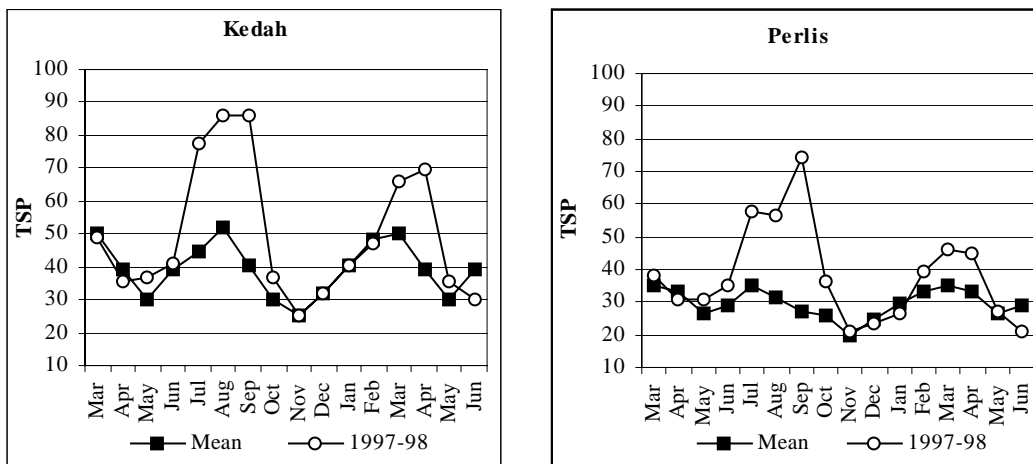 Kedah
TSP
100
90
80
70
60
50
40
30
20
10
Mar
Apr
May
Jun
Jul
Aug
Sep
Oct
Nov
Dec
Jan
Feb
Mar
Apr
May
Jun
Mean
1997-98
Perlis
TSP
100
90
80
70
60
50
40
30
20
10
Mar
Apr
May
Jun
Jul
Aug
Sep
Oct
Nov
Dec
Jan
Feb
Mar
Apr
May
Jun
Mean
1997-98